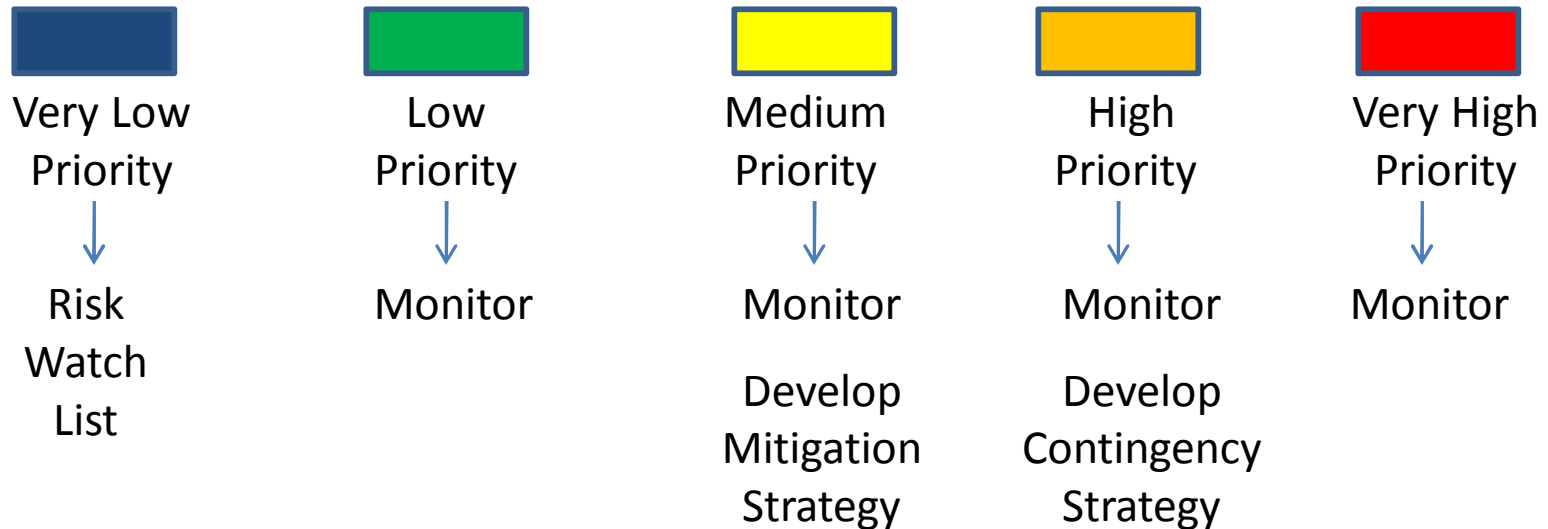 Very Low
Priority
Low
Priority
Medium
Priority
High
Priority
Very High
Priority
Risk
Watch
List
Monitor
Monitor
Develop
Mitigation
Strategy
Monitor
Develop
Contingency
Strategy
Monitor